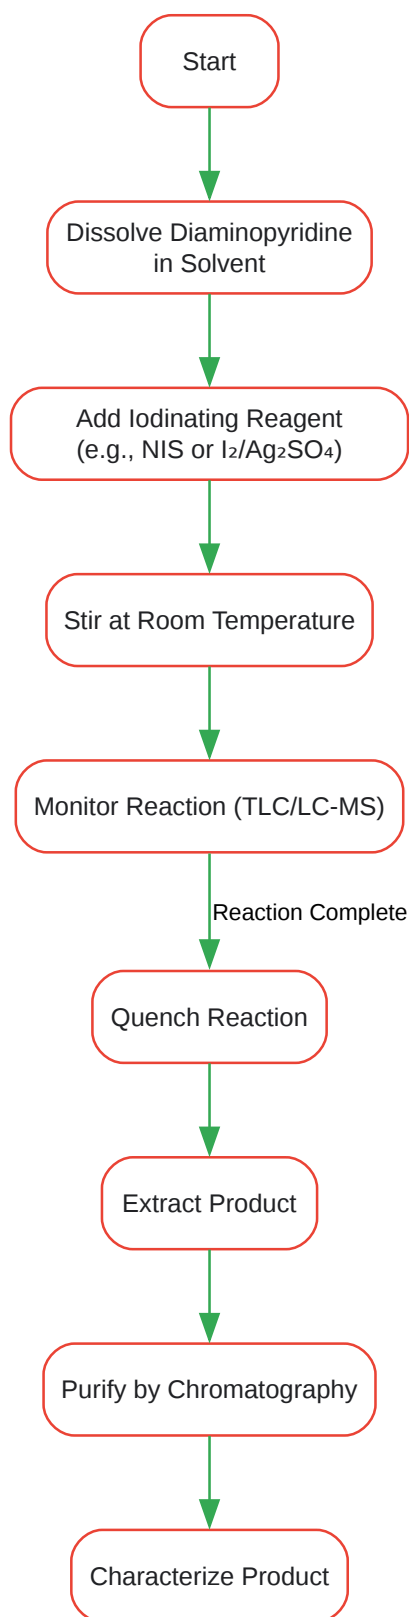 Start
Dissolve Diaminopyridine
in Solvent
Add Iodinating Reagent
(e.g., NIS or I₂/Ag₂SO₄)
Stir at Room Temperature
Monitor Reaction (TLC/LC-MS)
Reaction Complete
Quench Reaction
Extract Product
Purify by Chromatography
Characterize Product